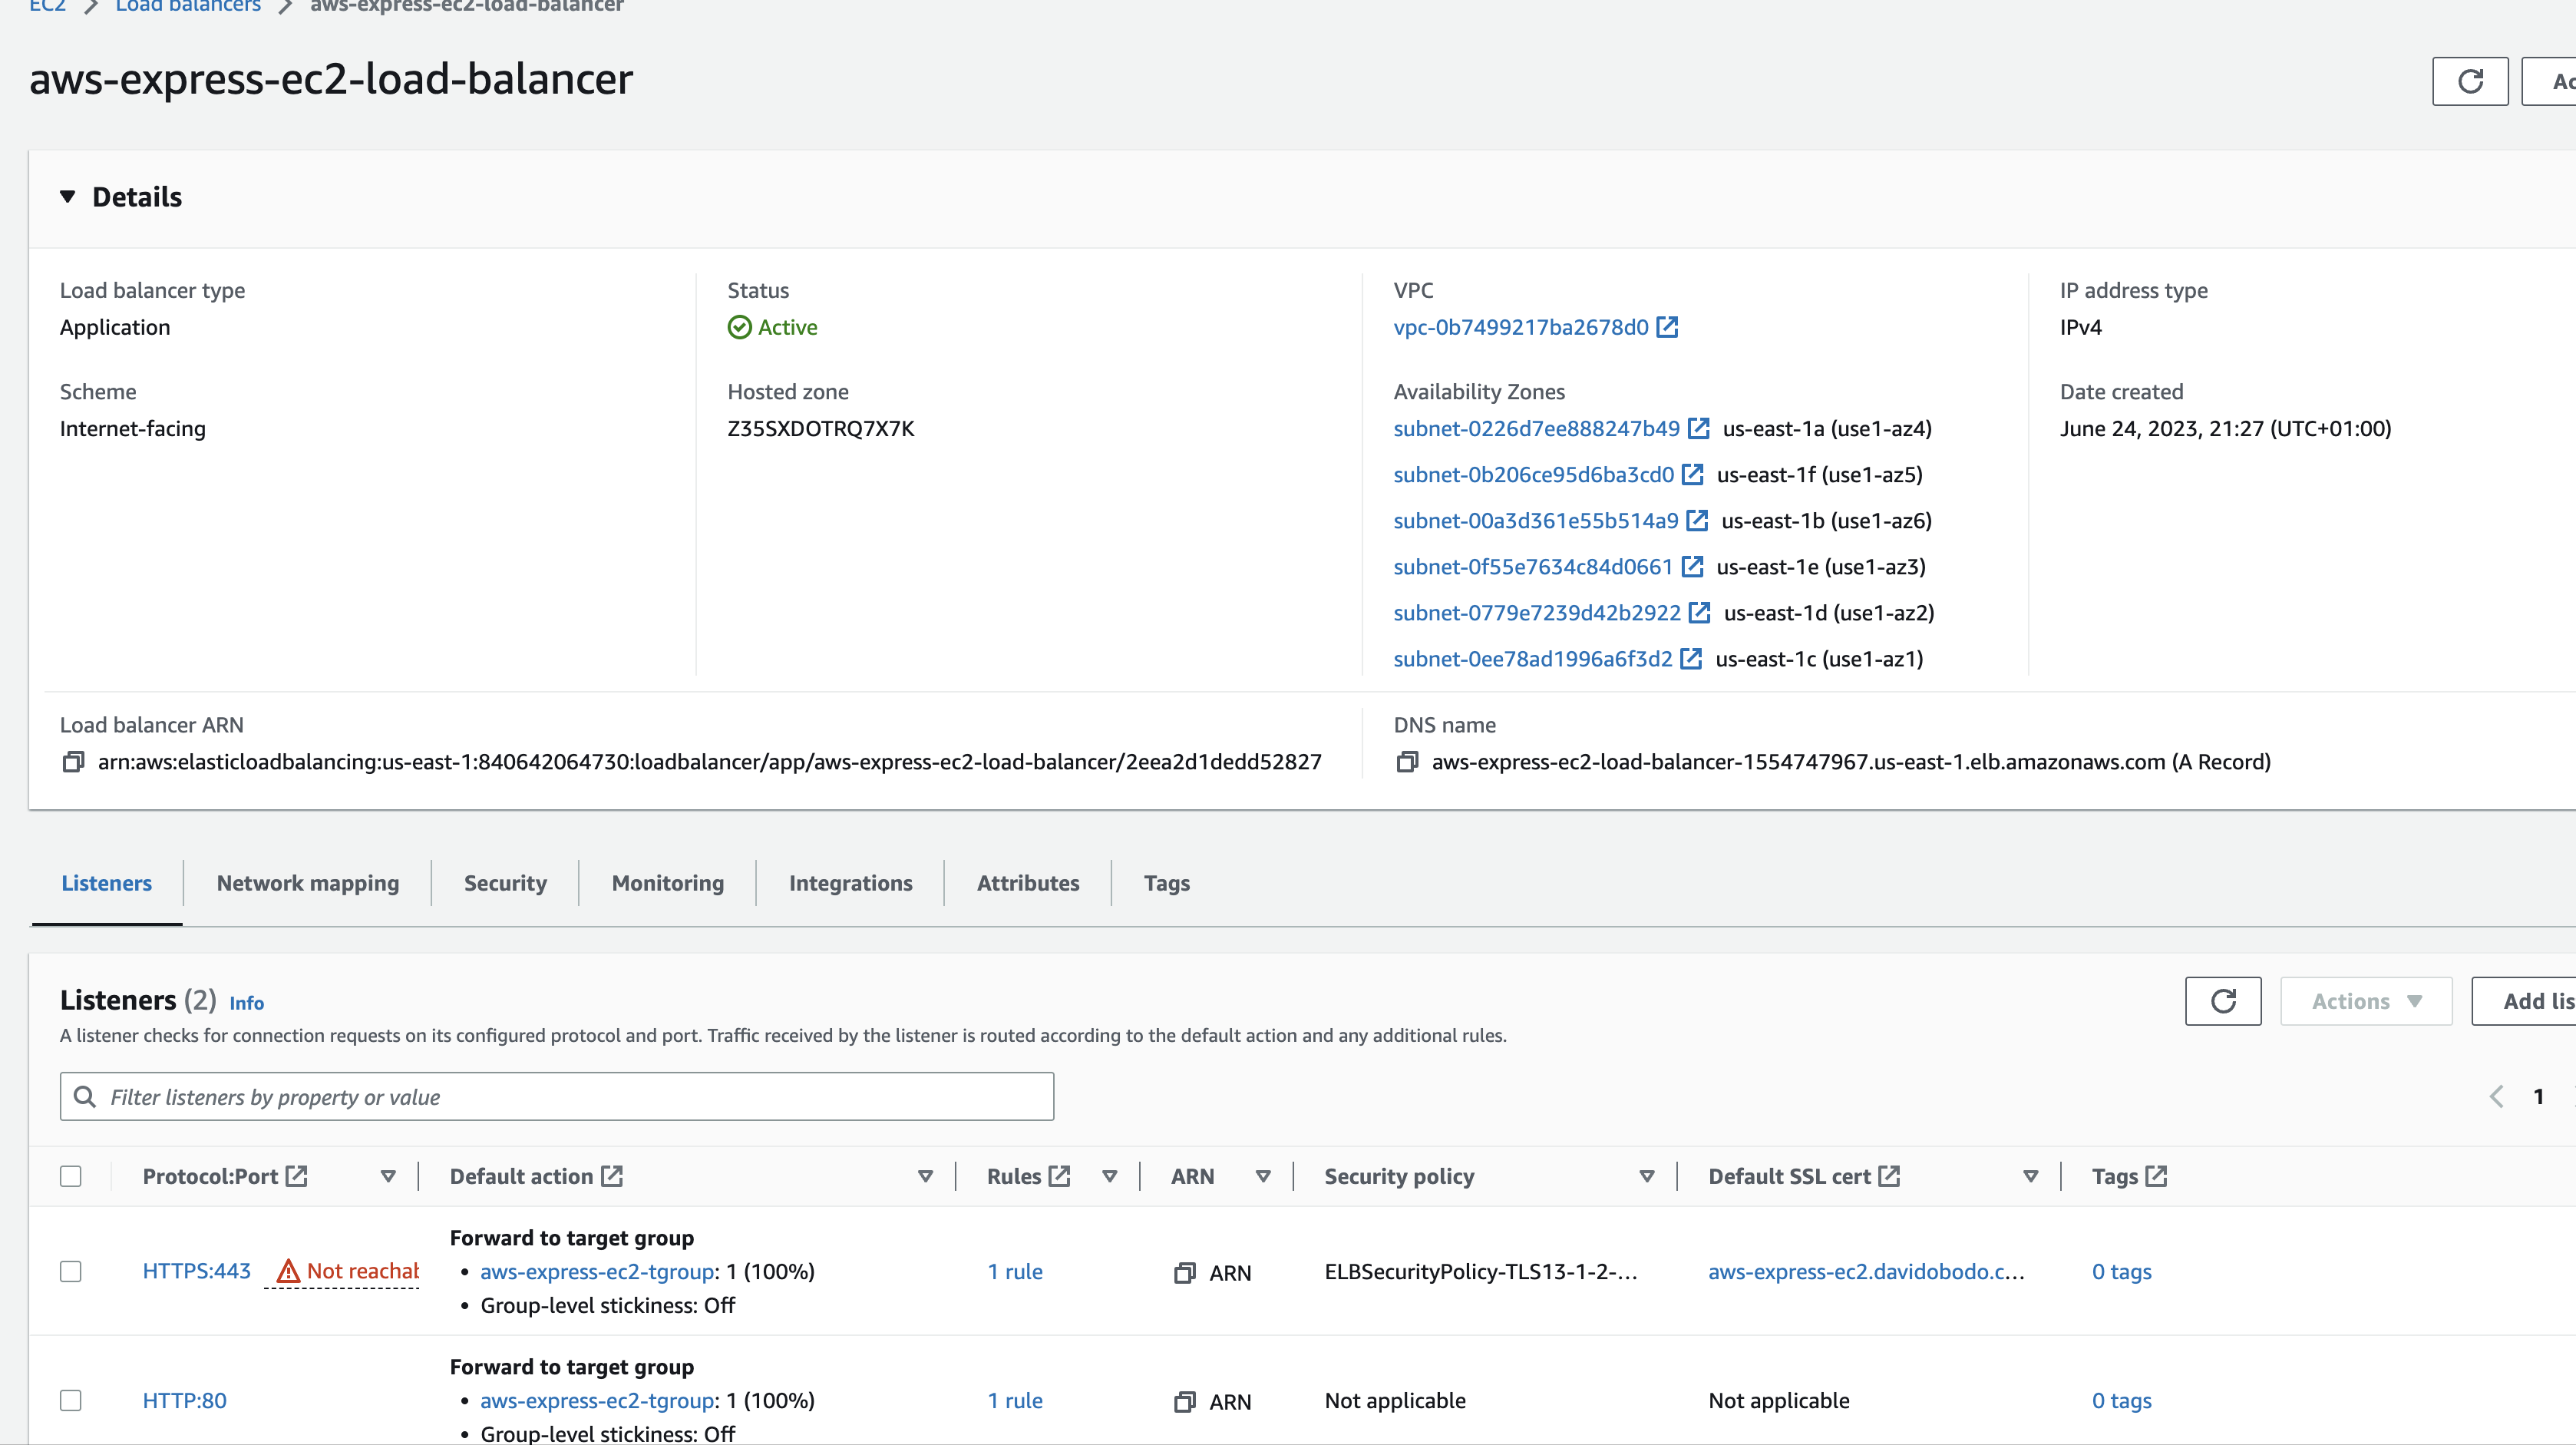 EC2 > Load balancers > aws-express-ec2-load-balancer
aws-express-ec2-load-balancer
Details
Load balancer type
Application
Status
Active
VPC
vpc-0b7499217ba2678d0
IP address type
IPv4
Scheme
Internet-facing
Hosted zone
Z35SXDOTRQ7X7K
Availability Zones
subnet-0226d7ee888247b49 us-east-1a (use1-az4)
subnet-0b206ce95d6ba3cd0 us-east-1f (use1-az5)
subnet-00a3d361e55b514a9 us-east-1b (use1-az6)
subnet-0f55e7634c84d0661 us-east-1e (use1-az3)
subnet-0779e7239d42b2922 us-east-1d (use1-az2)
subnet-0ee78ad1996a6f3d2 us-east-1c (use1-az1)
Date created
June 24, 2023, 21:27 (UTC+01:00)
Load balancer ARN
arn:aws:elasticloadbalancing:us-east-1:840642064730:loadbalancer/app/aws-express-ec2-load-balancer/2eea2d1dedd52827
DNS name
aws-express-ec2-load-balancer-1554747967.us-east-1.elb.amazonaws.com (A Record)
Listeners Network mapping Security Monitoring Integrations Attributes Tags
Listeners (2) Info
Actions
Add lis
A listener checks for connection requests on its configured protocol and port. Traffic received by the listener is routed according to the default action and any additional rules.
Filter listeners by property or value
1
Protocol:Port Default action Rules ARN Security policy Default SSL cert Tags
HTTPS:443 Not reachab
Forward to target group
• aws-express-ec2-tgroup: 1 (100%)
• Group-level stickiness: Off
1 rule
ARN
ELBSecurityPolicy-TLS13-1-2-...
aws-express-ec2.davidobodo.c...
0 tags
HTTP:80
Forward to target group
• aws-express-ec2-tgroup: 1 (100%)
• Group-level stickiness: Off
1 rule
ARN
Not applicable
Not applicable
0 tags